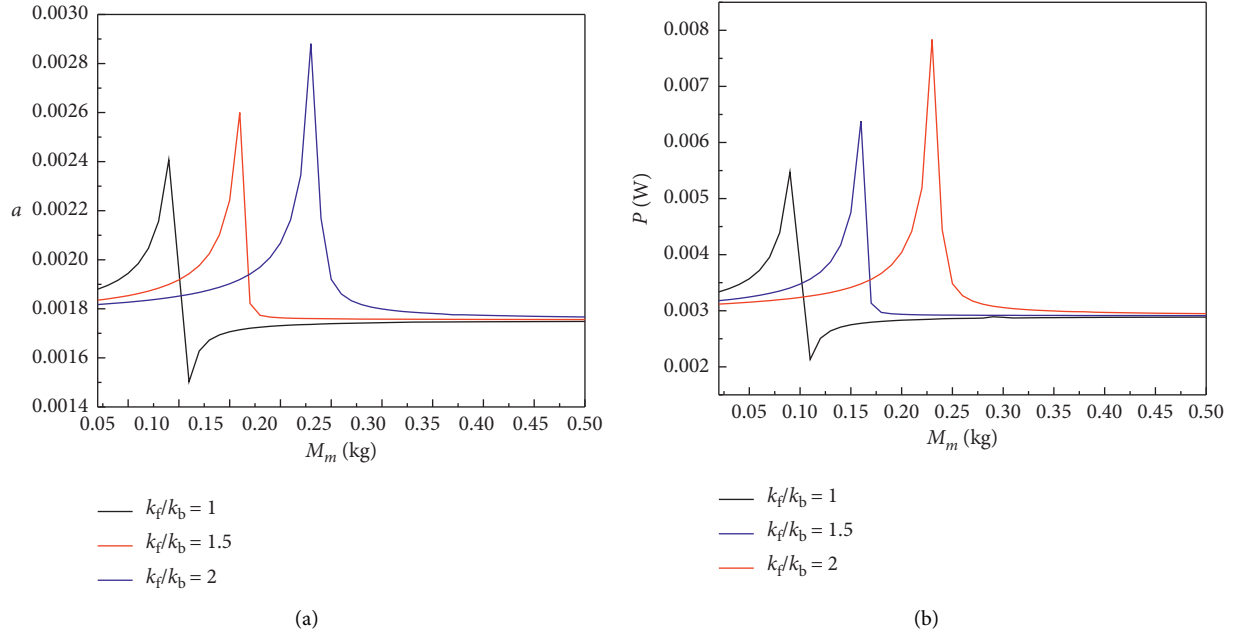 0.0030
0.0028
0.0026
0.0024
0.0022
0.0020
0.0018
0.0016
0.0014
a
0.05 0.10 0.15 0.20 0.25 0.30 0.35 0.40 0.45 0.50
M_m (kg)
k_f/k_b = 1
k_f/k_b = 1.5
k_f/k_b = 2
(a)
0.008
0.007
0.006
0.005
0.004
0.003
0.002
P (W)
0.05 0.10 0.15 0.20 0.25 0.30 0.35 0.40 0.45 0.50
M_m (kg)
k_f/k_b = 1
k_f/k_b = 1.5
k_f/k_b = 2
(b)